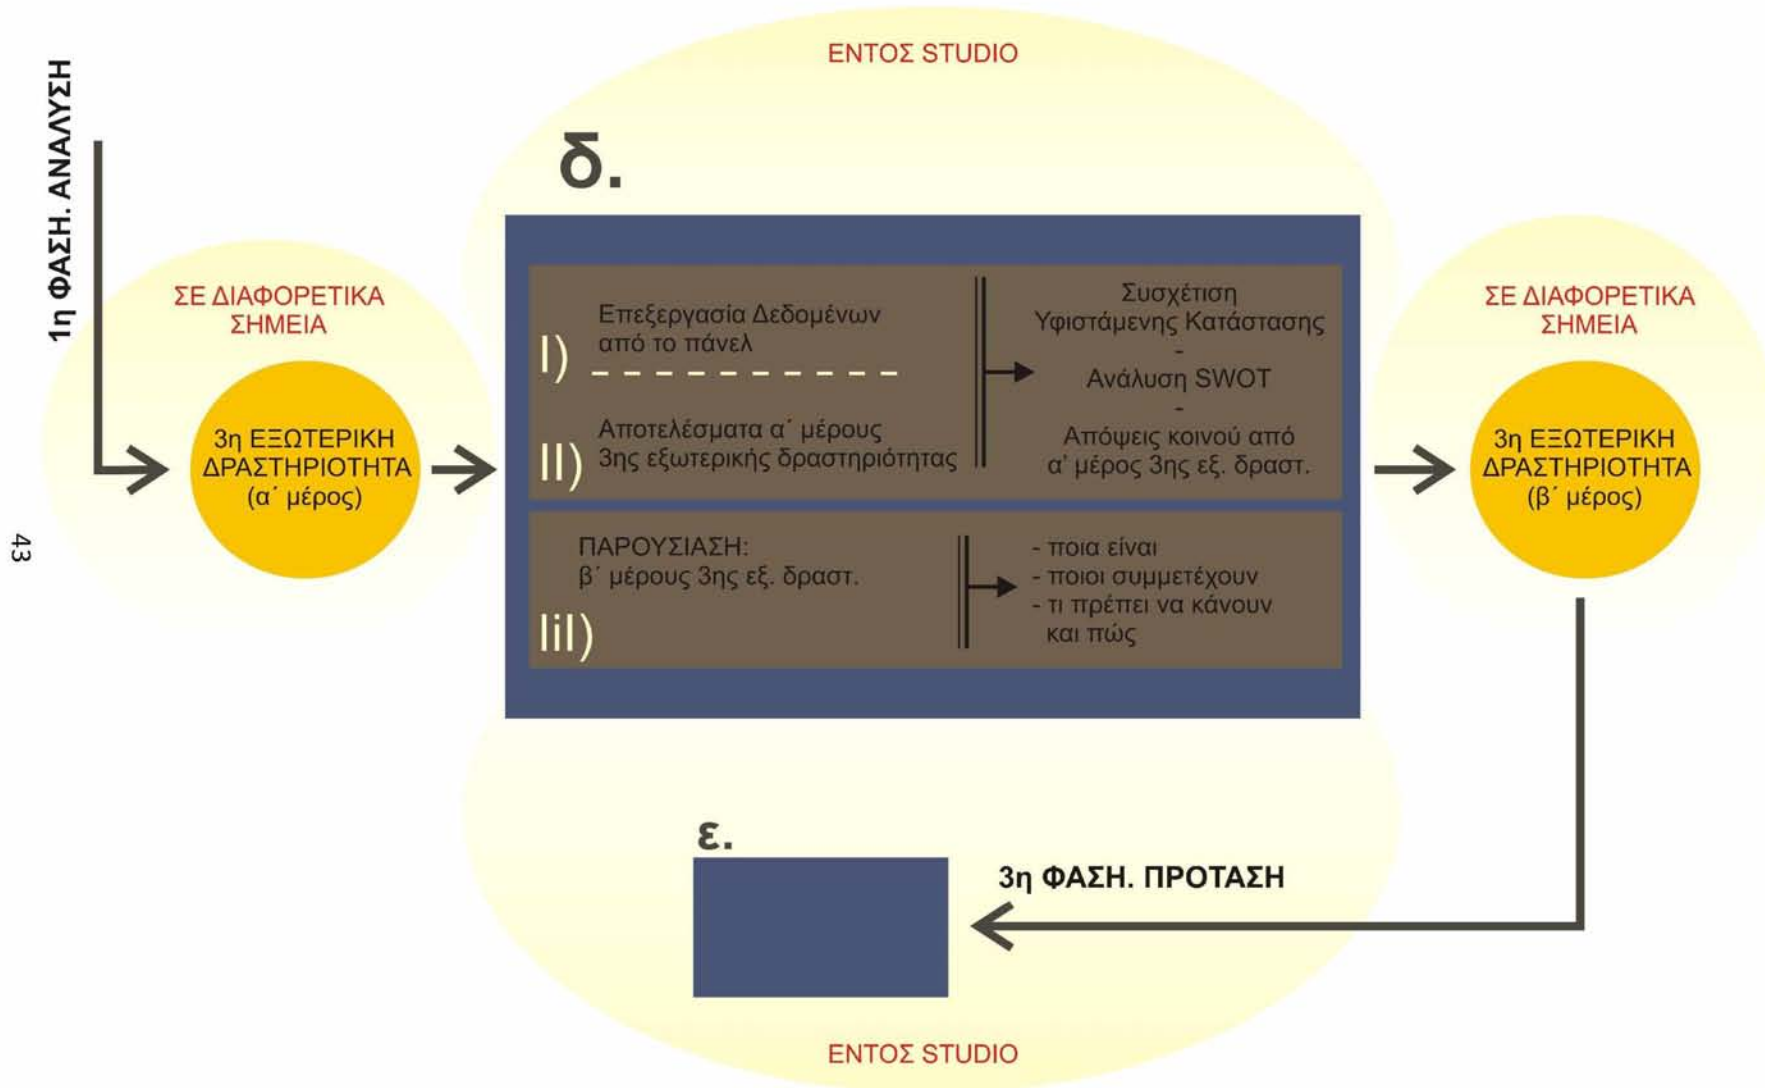 ΕΝΤΟΣ STUDIO
1η ΦΑΣΗ. ΑΝΑΛΥΣΗ
ΣΕ ΔΙΑΦΟΡΕΤΙΚΑ
ΣΗΜΕΙΑ
3η ΕΞΩΤΕΡΙΚΗ
ΔΡΑΣΤΗΡΙΟΤΗΤΑ
(α΄ μέρος)
δ.
I)
Επεξεργασία Δεδομένων
από το πάνελ
II)
Αποτελέσματα α΄ μέρους
3ης εξωτερικής δραστηριότητας
Συσχέτιση
Υφιστάμενης Κατάστασης
-
Ανάλυση SWOT
-
Απόψεις κοινού από
α' μέρος 3ης εξ. δραστ.
IiI)
ΠΑΡΟΥΣΙΑΣΗ:
β΄ μέρους 3ης εξ. δραστ.
- ποια είναι
- ποιοι συμμετέχουν
- τι πρέπει να κάνουν
και πώς
ΣΕ ΔΙΑΦΟΡΕΤΙΚΑ
ΣΗΜΕΙΑ
3η ΕΞΩΤΕΡΙΚΗ
ΔΡΑΣΤΗΡΙΟΤΗΤΑ
(β΄ μέρος)
3η ΦΑΣΗ. ΠΡΟΤΑΣΗ
ε.
ΕΝΤΟΣ STUDIO
43